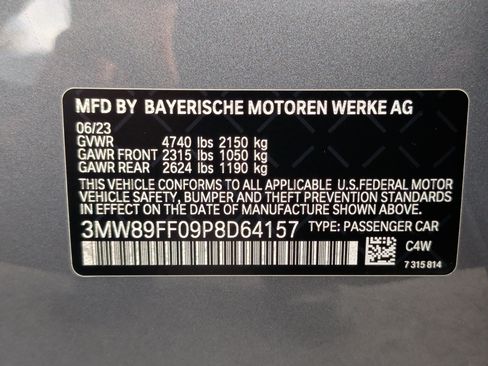 MFD BY BAYERISCHE MOTOREN WERKE AG
06/23
GVWR 4740 lbs 2150 kg
GAWR FRONT 2315 lbs 1050 kg
GAWR REAR 2624 lbs 1190 kg
THIS VEHICLE CONFORMS TO ALL APPLICABLE U.S.FEDERAL MOTOR
VEHICLE SAFETY, BUMPER AND THEFT PREVENTION STANDARDS
IN EFFECT ON THE DATE OF MANUFACTURE SHOWN ABOVE.
3MW89FF09P8D64157 TYPE: PASSENGER CAR
C4W
7 315 814